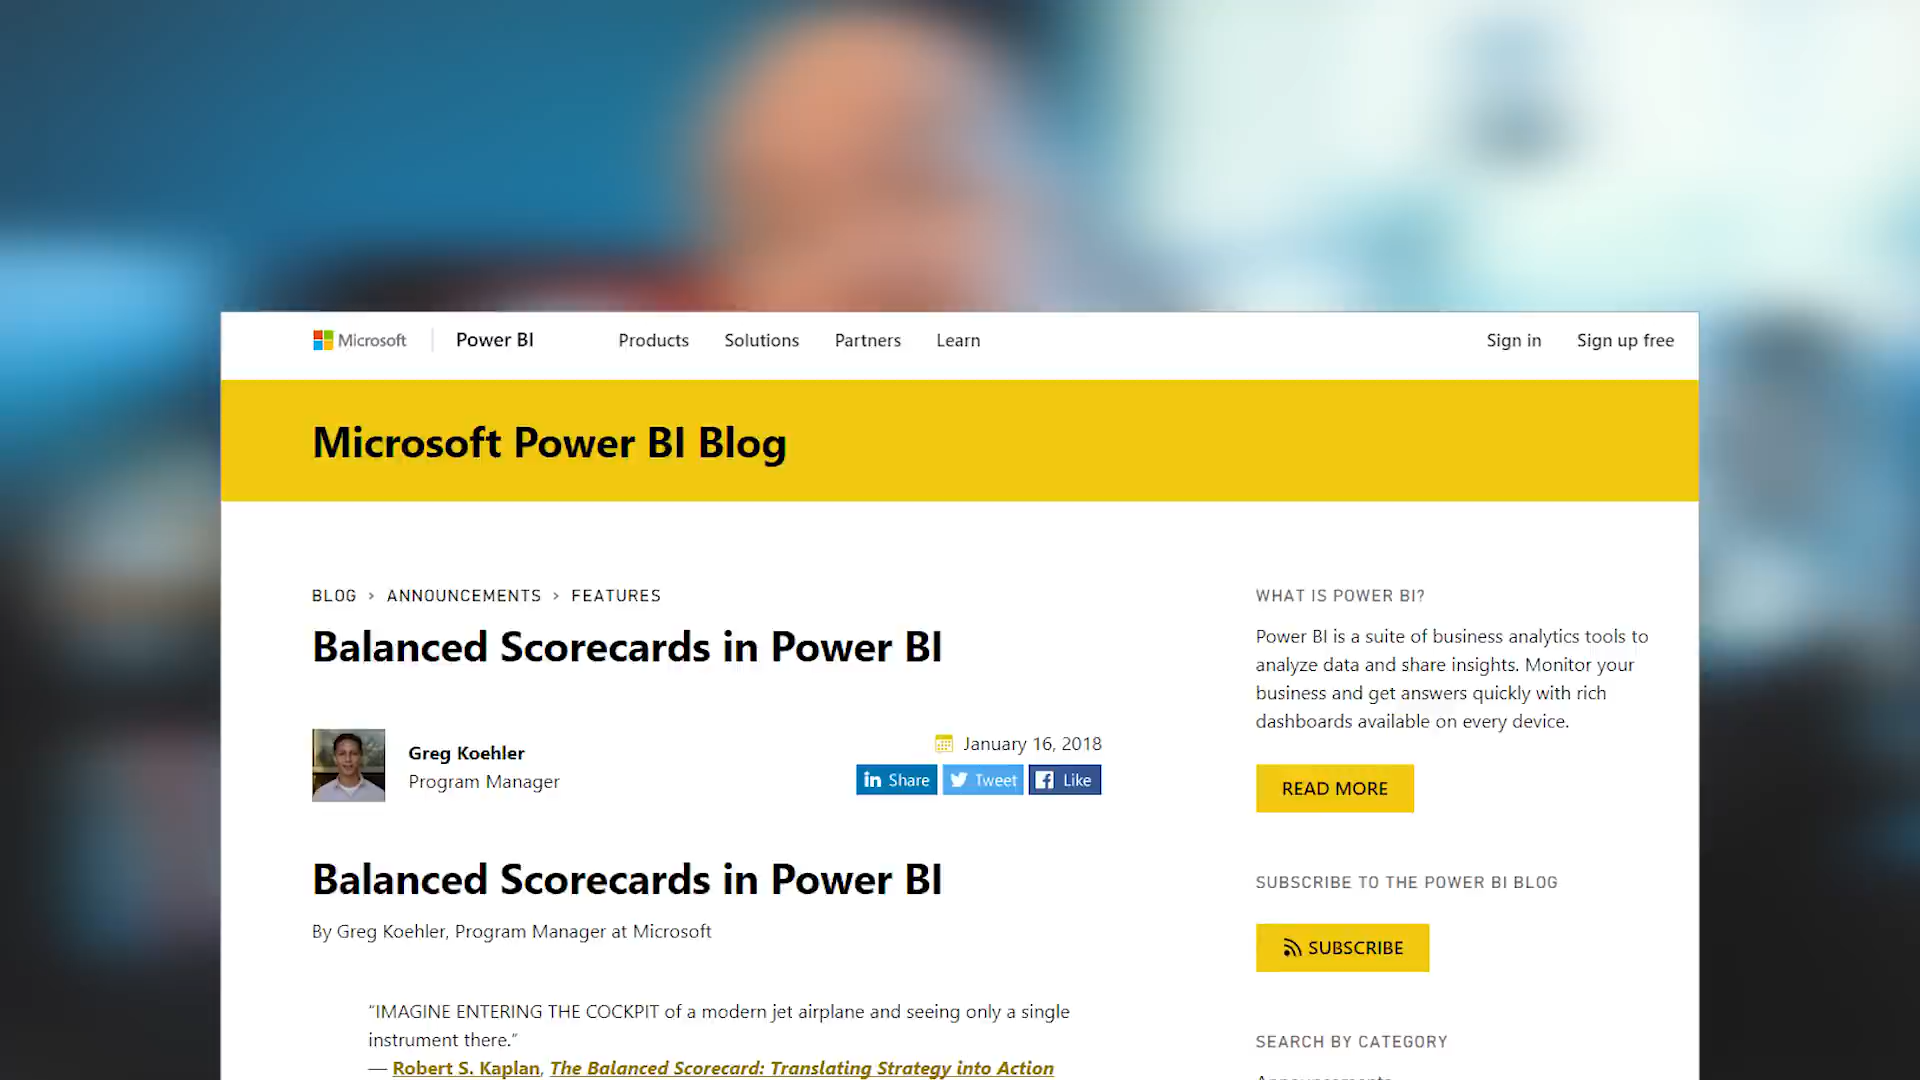 Microsoft
Power BI
Products
Solutions
Partners
Learn
Sign in
Sign up free
Microsoft Power BI Blog
BLOG > ANNOUNCEMENTS > FEATURES
Balanced Scorecards in Power BI
Greg Koehler
Program Manager
January 16, 2018
Share
Tweet
Like
Balanced Scorecards in Power BI
By Greg Koehler, Program Manager at Microsoft
“IMAGINE ENTERING THE COCKPIT of a modern jet airplane and seeing only a single
instrument there.”
— Robert S. Kaplan, The Balanced Scorecard: Translating Strategy into Action
WHAT IS POWER BI?
Power BI is a suite of business analytics tools to
analyze data and share insights. Monitor your
business and get answers quickly with rich
dashboards available on every device.
READ MORE
SUBSCRIBE TO THE POWER BI BLOG
SUBSCRIBE
SEARCH BY CATEGORY